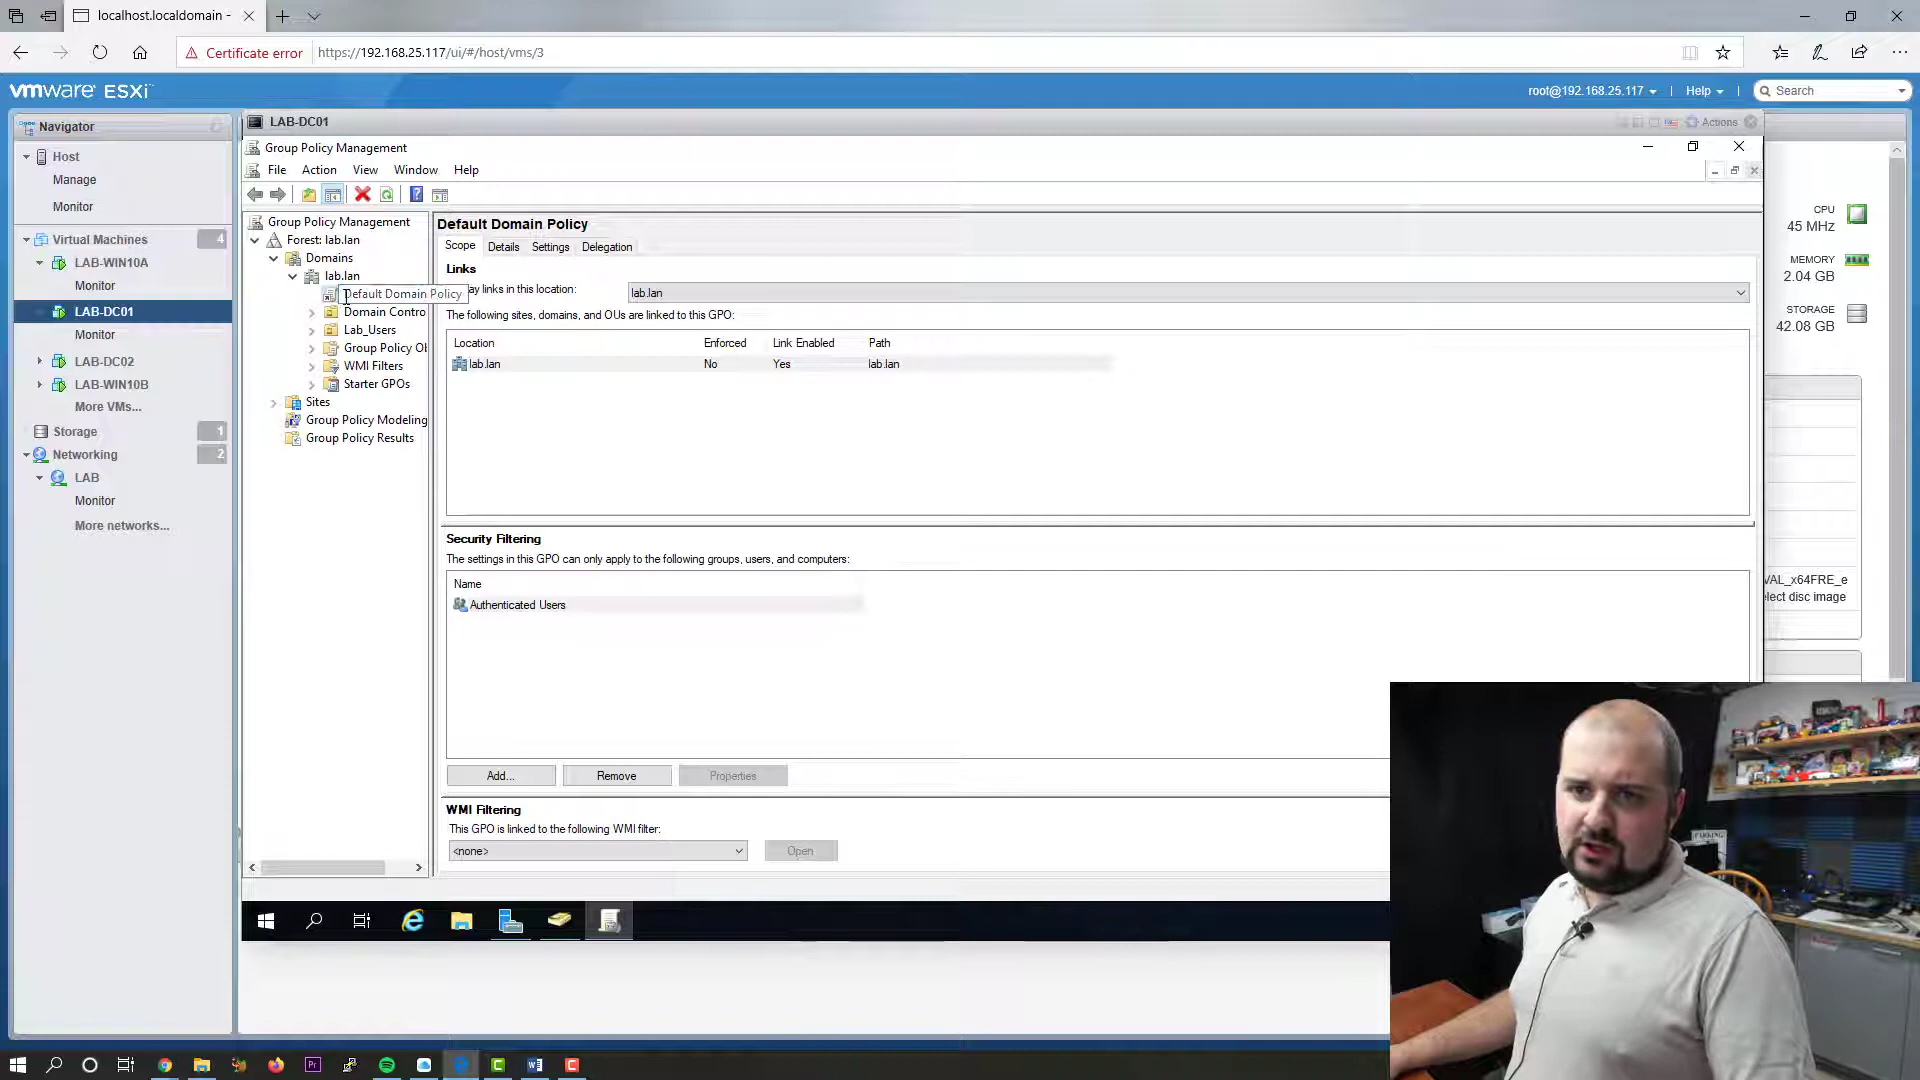 localhost.localdomain -
Certificate error
https://192.168.25.117/ui/#/host/vms/3
vmware ESXi
root@192.168.25.117
Help
Search
Navigator
Host
Manage
Monitor
Virtual Machines
4
LAB-WIN10A
Monitor
LAB-DC01
Monitor
LAB-DC02
LAB-WIN10B
More VMs...
Storage
1
Networking
2
LAB
Monitor
More networks...
LAB-DC01
Actions
Group Policy Management
File
Action
View
Window
Help
Group Policy Management
Forest: lab.lan
Domains
lab.lan
Default Domain Policy
Domain Contro
Lab_Users
Group Policy Ob
WMI Filters
Starter GPOs
Sites
Group Policy Modeling
Group Policy Results
Default Domain Policy
Scope
Details
Settings
Delegation
Links
ay links in this location:
lab.lan
The following sites, domains, and OUs are linked to this GPO:
Location
Enforced
Link Enabled
Path
lab.lan
No
Yes
lab.lan
Security Filtering
The settings in this GPO can only apply to the following groups, users, and computers:
Name
Authenticated Users
Add...
Remove
Properties
WMI Filtering
This GPO is linked to the following WMI filter:
<none>
Open
CPU
45 MHz
MEMORY
2.04 GB
STORAGE
42.08 GB
VAL_x64FRE_e
elect disc image
PARKING